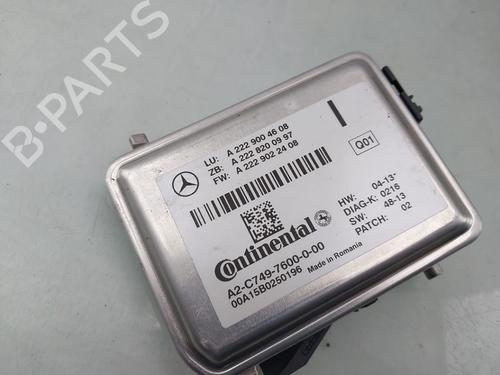 B-PARTS
LU: A 222 900 46 08
ZB: A 222 820 09 97
FW: A 222 902 24 08
Q01
HW: 04-13
DIAG-K: 0216
SW: 48-13
PATCH: 02
Continental
A2-C749-7600-0-00
00A15B0250196 Made in Romania